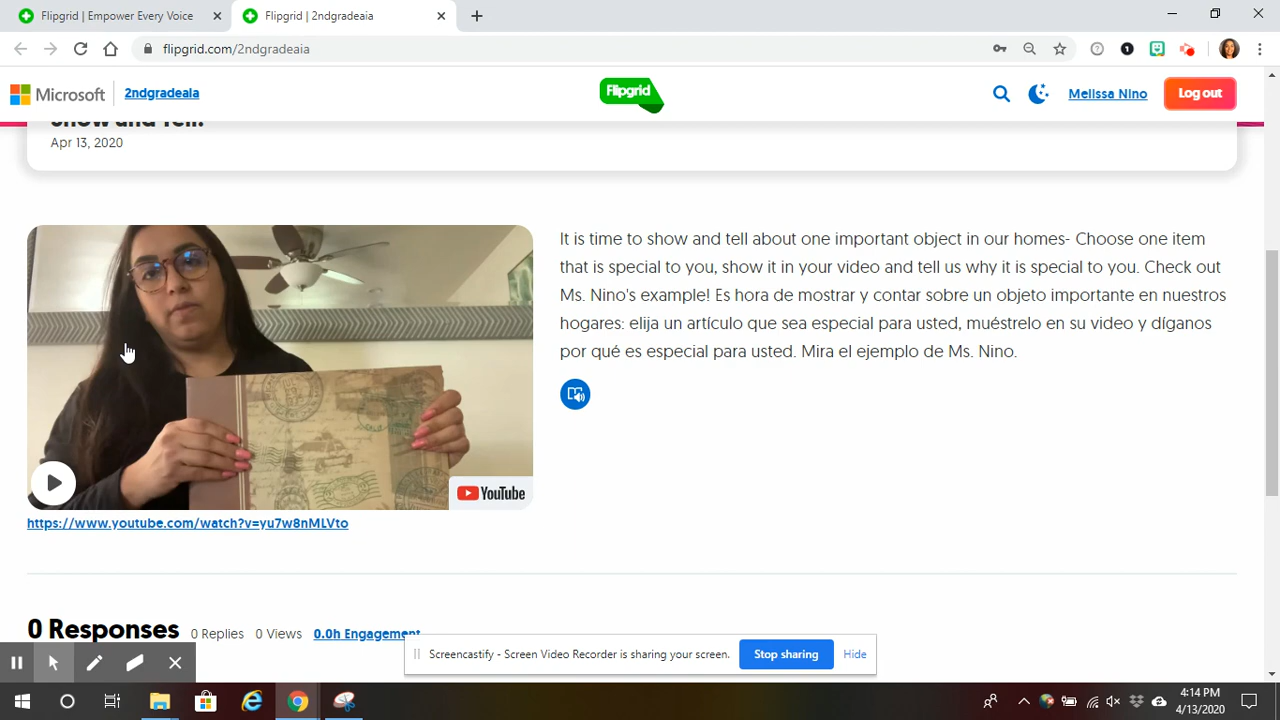 Flipgrid | Empower Every Voice
Flipgrid | 2ndgradeaia
flipgrid.com/2ndgradeaia
Microsoft
2ndgradeaia
Flipgrid
Melissa Nino
Log out
Show and Tell!
Apr 13, 2020
It is time to show and tell about one important object in our homes- Choose one item
that is special to you, show it in your video and tell us why it is special to you. Check out
Ms. Nino's example! Es hora de mostrar y contar sobre un objeto importante en nuestros
hogares: elija un artículo que sea especial para usted, muéstrelo en su video y díganos
por qué es especial para usted. Mira el ejemplo de Ms. Nino.
YouTube
https://www.youtube.com/watch?v=yu7w8nMLVto
0 Responses 0 Replies 0 Views 0.0h Engagement
Screencastify - Screen Video Recorder is sharing your screen. Stop sharing Hide
4:14 PM
4/13/2020